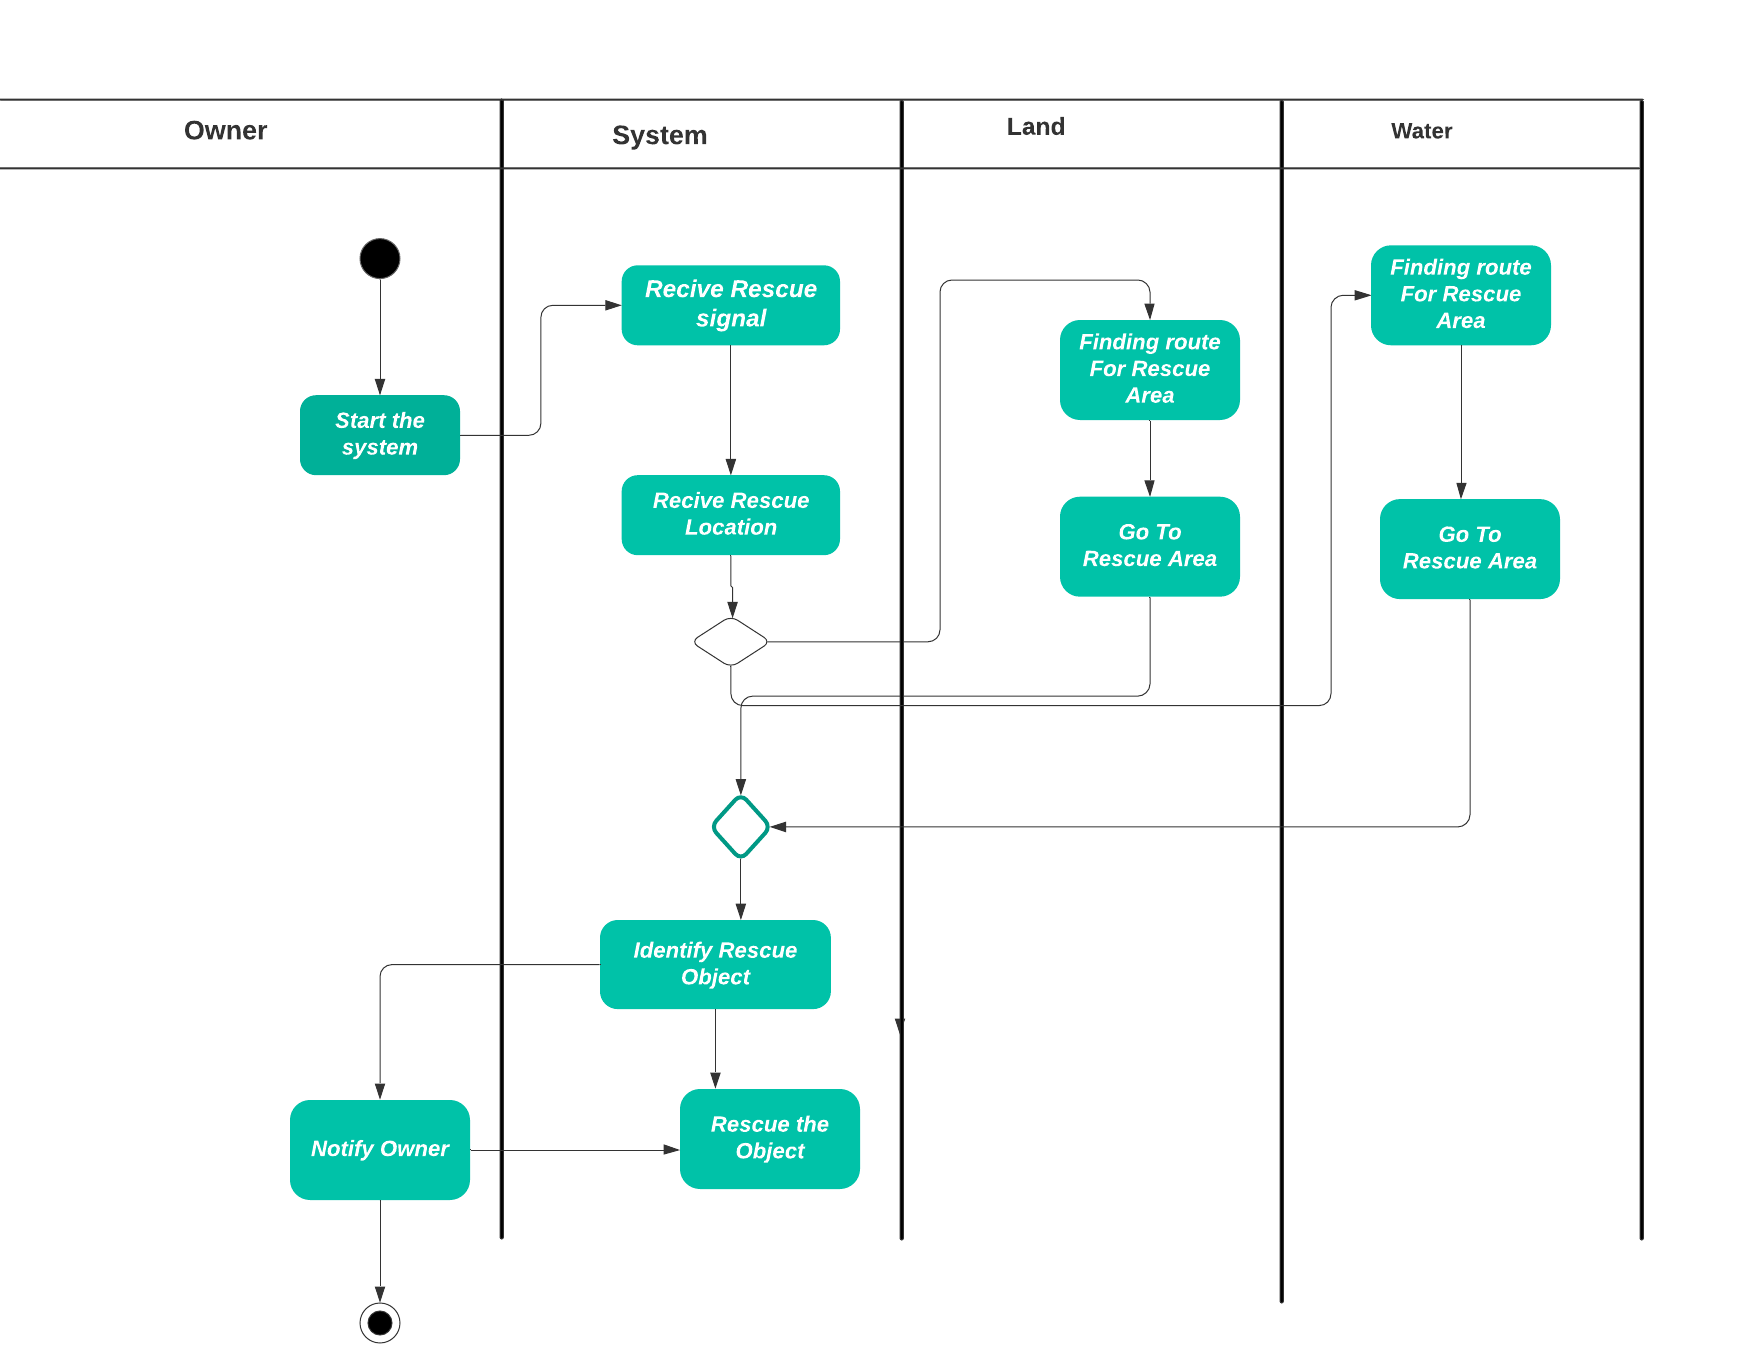 Owner
System
Land
Water
Recive Rescue
signal
Finding route
For Rescue
Area
Finding route
For Rescue
Area
Start the
system
Recive Rescue
Location
Go To
Rescue Area
Go To
Rescue Area
Identify Rescue
Object
Notify Owner
Rescue the
Object